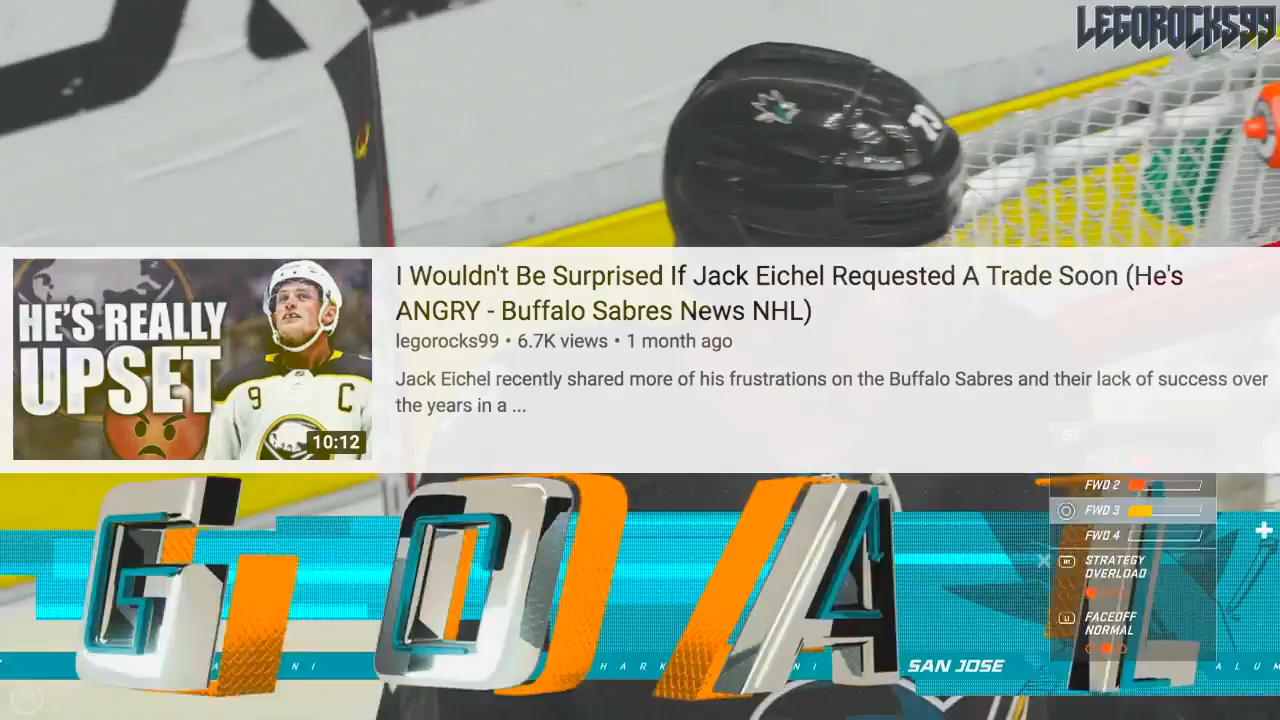 LEGOROCKS99
73
HE'S REALLY
UPSET
9 C
10:12
I Wouldn't Be Surprised If Jack Eichel Requested A Trade Soon (He's
ANGRY - Buffalo Sabres News NHL)
legorocks99 • 6.7K views • 1 month ago
Jack Eichel recently shared more of his frustrations on the Buffalo Sabres and their lack of success over
the years in a ...
FWD 2
FWD 3
FWD 4
STRATEGY
OVERLOAD
FACEOFF
NORMAL
GOAL
SAN JOSE